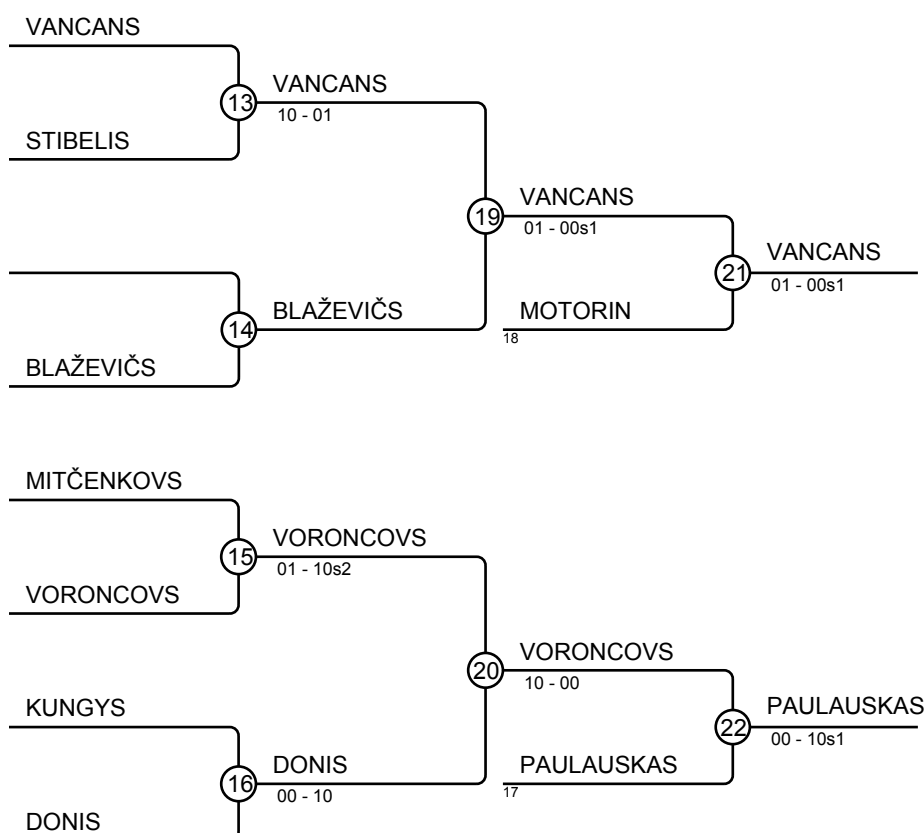 VANCANS
13
VANCANS
10 - 01
STIBELIS
19
VANCANS
01 - 00s1
21
VANCANS
01 - 00s1
14
BLAŽEVIČS
MOTORIN
18
BLAŽEVIČS
MITČENKOVS
15
VORONCOVS
01 - 10s2
VORONCOVS
20
VORONCOVS
10 - 00
KUNGYS
22
PAULAUSKAS
00 - 10s1
16
DONIS
00 - 10
PAULAUSKAS
17
DONIS